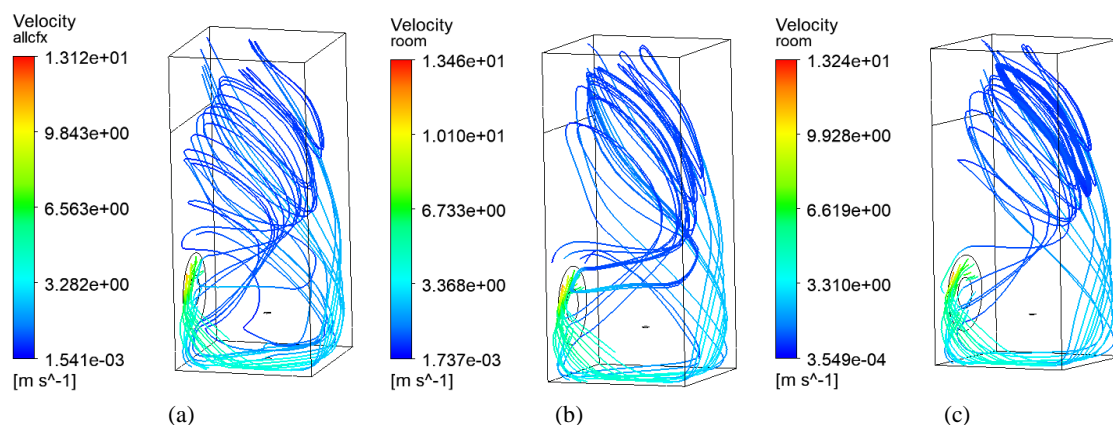 Velocity
allcfx
1.312e+01
9.843e+00
6.563e+00
3.282e+00
1.541e-03
[m s^-1]
(a)
Velocity
room
1.346e+01
1.010e+01
6.733e+00
3.368e+00
1.737e-03
[m s^-1]
(b)
Velocity
room
1.324e+01
9.928e+00
6.619e+00
3.310e+00
3.549e-04
[m s^-1]
(c)